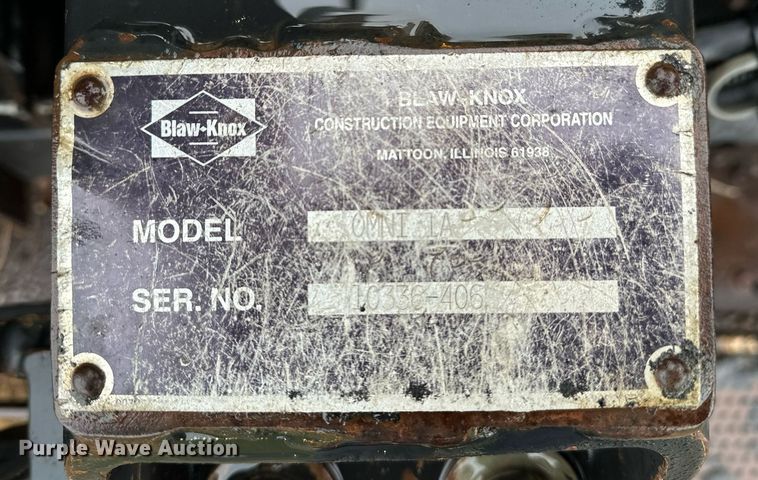 Blaw-Knox
BLAW-KNOX
CONSTRUCTION EQUIPMENT CORPORATION
MATTOON, ILLINOIS 61938
MODEL OMNI 1A
SER. NO. 10336-406
Purple Wave Auction